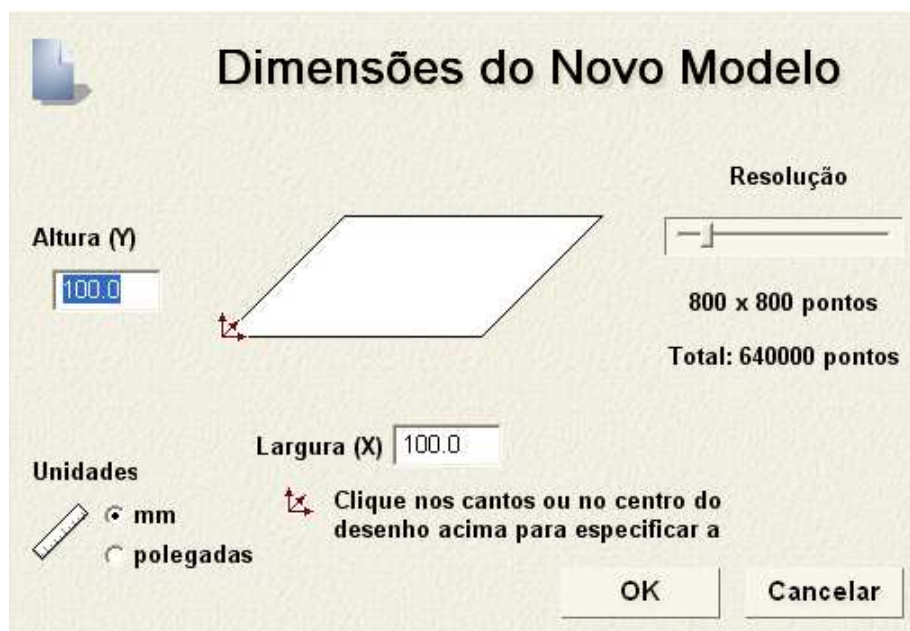 Dimensões do Novo Modelo
Resolução
Altura (Y)
100.0
800 x 800 pontos
Total: 640000 pontos
Largura (X) 100.0
Unidades
mm
polegadas
Clique nos cantos ou no centro do
desenho acima para especificar a
OK
Cancelar